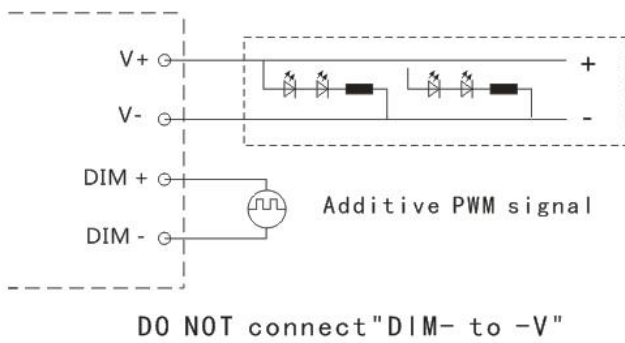 V+
+
V-
-
DIM +
Additive PWM signal
DIM -
DO NOT connect"DIM- to -V"